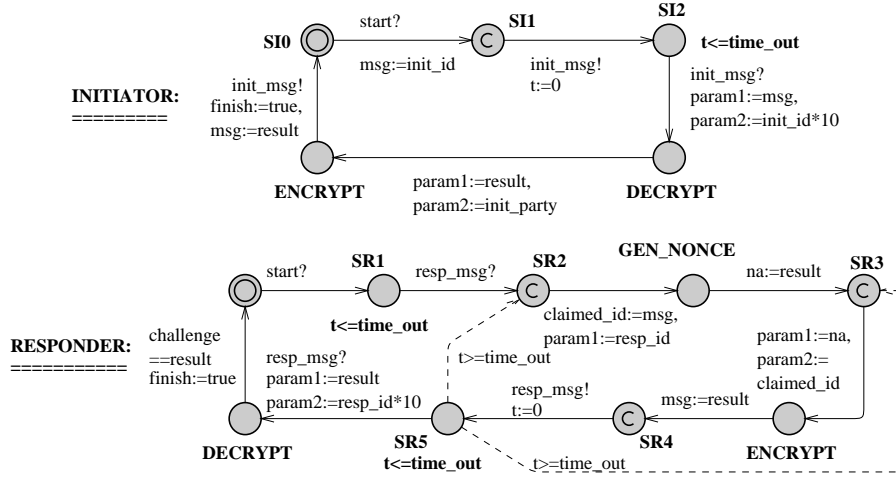 start?
SI0
SI1
SI2
C
t<=time_out
msg:=init_id
init_msg!
t:=0
INITIATOR:
=========
init_msg!
finish:=true,
msg:=result
init_msg?
param1:=msg,
param2:=init_id*10
ENCRYPT
DECRYPT
param1:=result,
param2:=init_party
GEN_NONCE
start?
SR1
resp_msg?
SR2
na:=result
SR3
C
C
t<=time_out
claimed_id:=msg,
param1:=resp_id
RESPONDER:
===========
challenge
==result
finish:=true
resp_msg?
param1:=result
param2:=resp_id*10
t>=time_out
resp_msg!
t:=0
param1:=na,
param2:=
claimed_id
msg:=result
C
DECRYPT
SR5
t<=time_out
SR4
ENCRYPT
t>=time_out